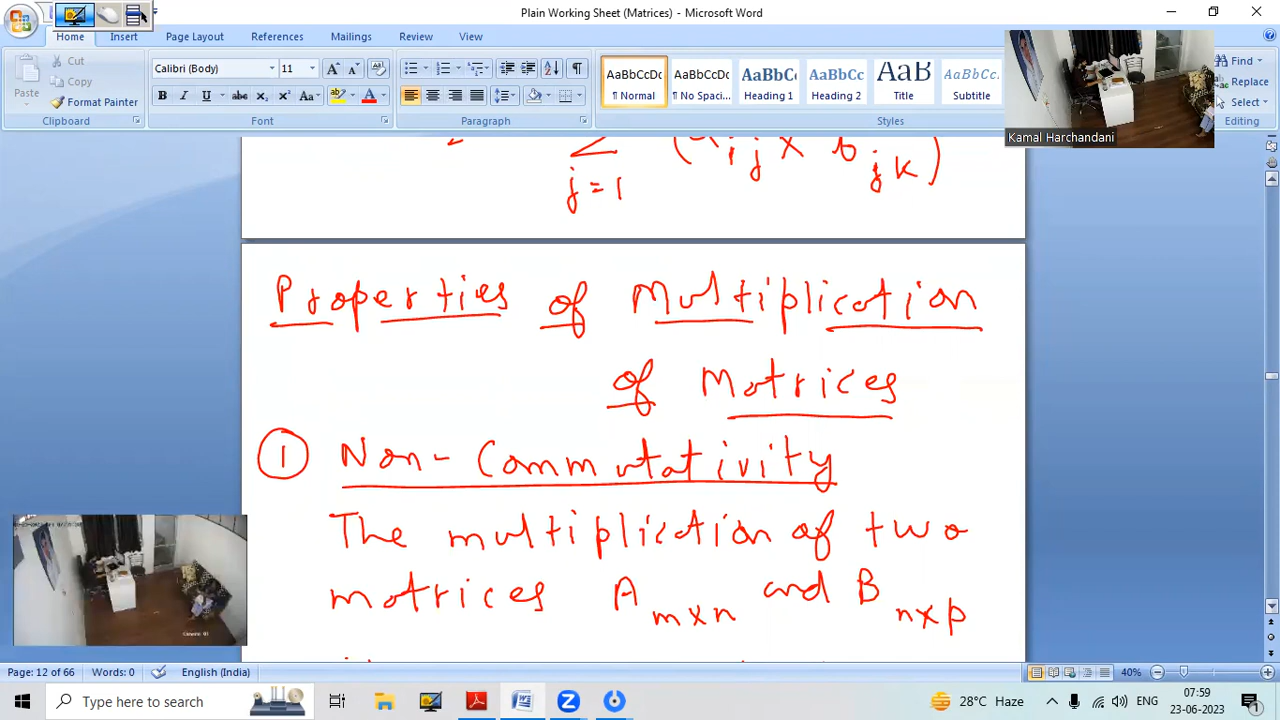 Plain Working Sheet (Matrices) - Microsoft Word
Home Insert Page Layout References Mailings Review View
Cut
Copy
Format Painter
Paste
Calibri (Body) 11
AaBbCcDc AaBbCcDc AaBbC AaBbCc AaB AaBbCcL
¶ Normal ¶ No Spaci... Heading 1 Heading 2 Title Subtitle
Find
Replace
Select
Clipboard Font Paragraph Styles Editing
Kamal Harchandani
j=1
Properties of Multiplication
of Matrices
① Non-Commutativity
The multiplication of two
matrices A m×n and B n×p
Page: 12 of 66 Words: 0 English (India) 40%
Type here to search
28°C Haze
ENG
07:59
23-06-2023